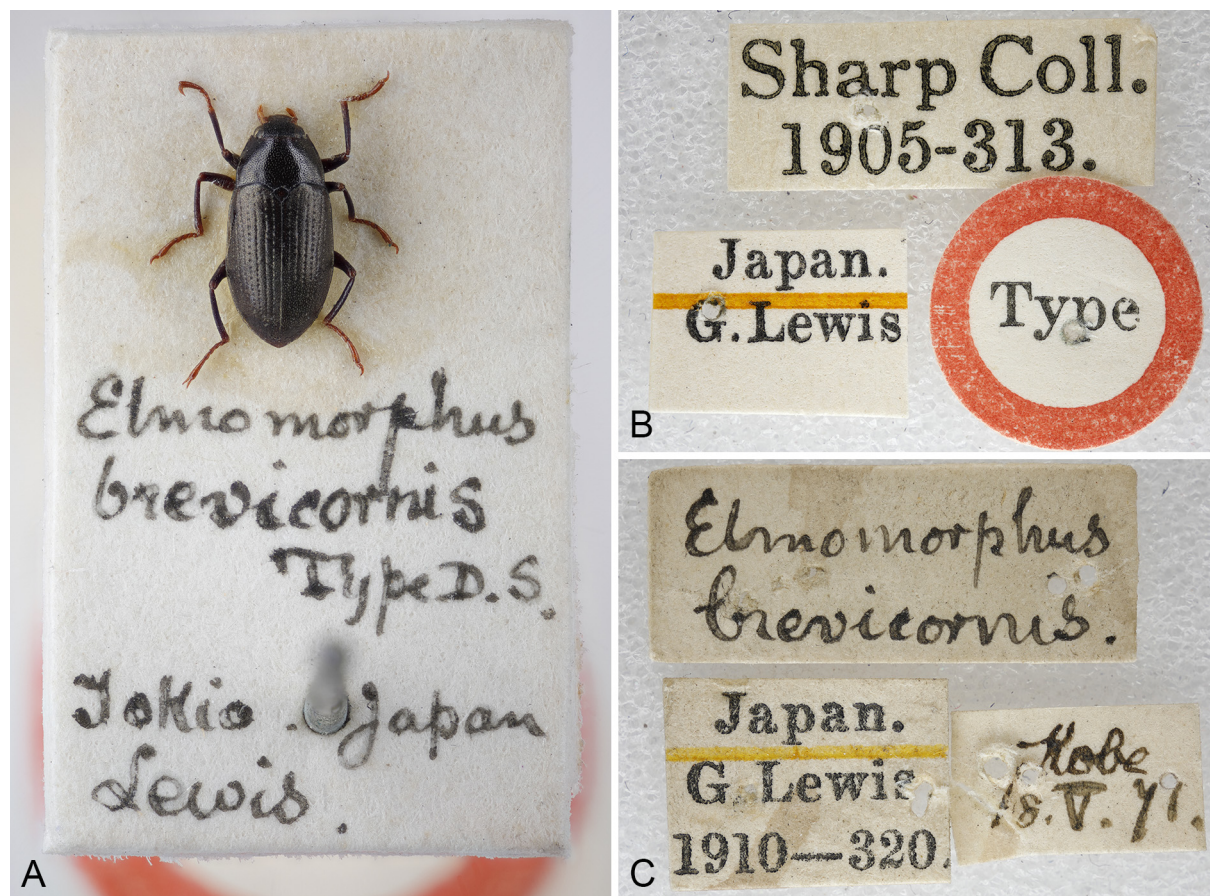 Elmomorphus
brevicornis
Type D. S.
Tokio. Japan
Lewis.
A
Sharp Coll.
1905-313.
Japan.
G. Lewis
Type
B
Elmomorphus
brevicornis.
Japan.
G. Lewis
1910—320.
Kobe
18. V. 71.
C